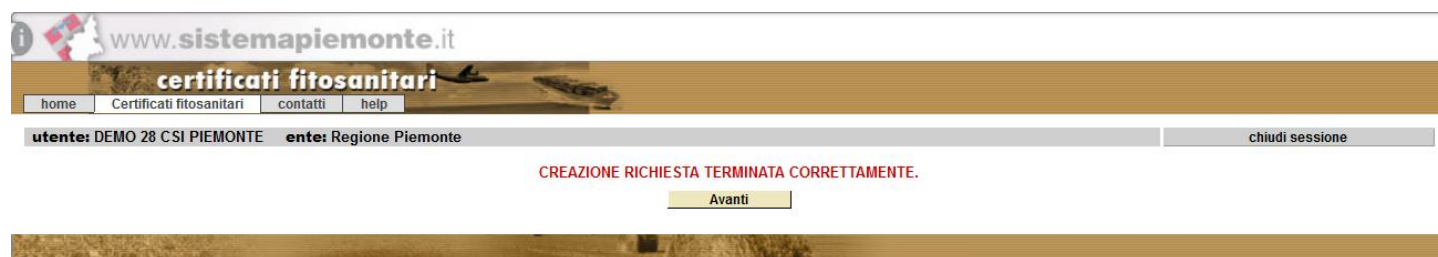 i www.sistemapiemonte.it
certificati fitosanitari
home Certificati fitosanitari contatti help
utente: DEMO 28 CSI PIEMONTE ente: Regione Piemonte chiudi sessione
CREAZIONE RICHIESTA TERMINATA CORRETTAMENTE.
Avanti